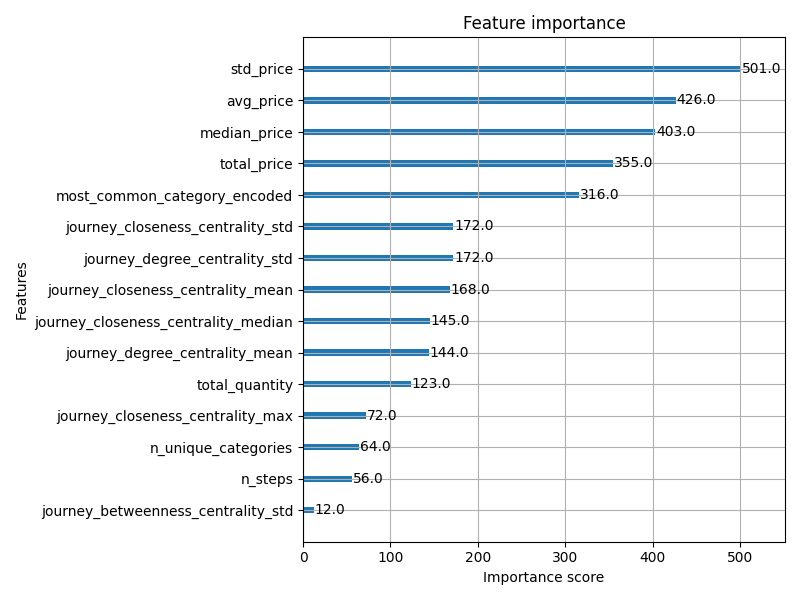 Feature importance
std_price 501.0
avg_price 426.0
median_price 403.0
total_price 355.0
most_common_category_encoded 316.0
journey_closeness_centrality_std 172.0
journey_degree_centrality_std 172.0
journey_closeness_centrality_mean 168.0
journey_closeness_centrality_median 145.0
journey_degree_centrality_mean 144.0
total_quantity 123.0
journey_closeness_centrality_max 72.0
n_unique_categories 64.0
n_steps 56.0
journey_betweenness_centrality_std 12.0
Features
0 100 200 300 400 500
Importance score